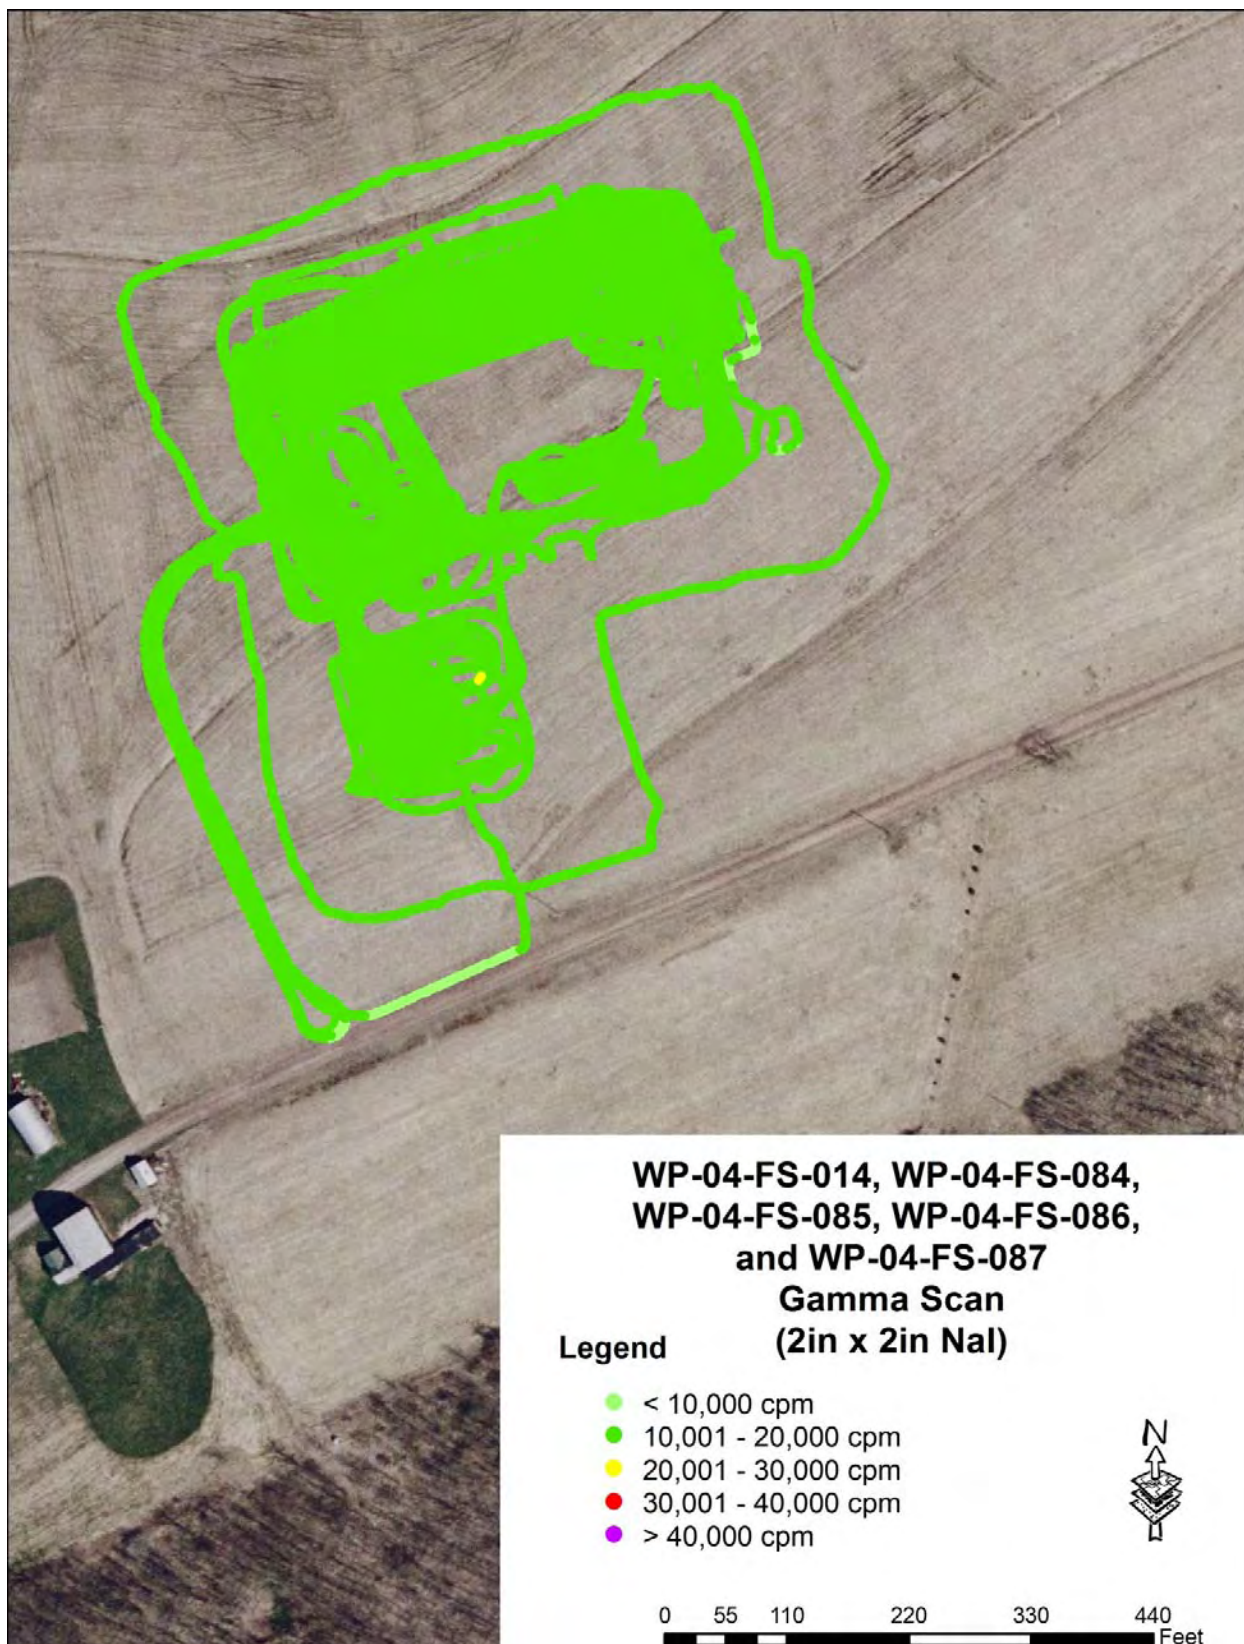 WP-04-FS-014, WP-04-FS-084,
WP-04-FS-085, WP-04-FS-086,
and WP-04-FS-087
Gamma Scan
(2in x 2in NaI)
Legend
< 10,000 cpm
10,001 - 20,000 cpm
20,001 - 30,000 cpm
30,001 - 40,000 cpm
> 40,000 cpm
N
0 55 110 220 330 440
Feet